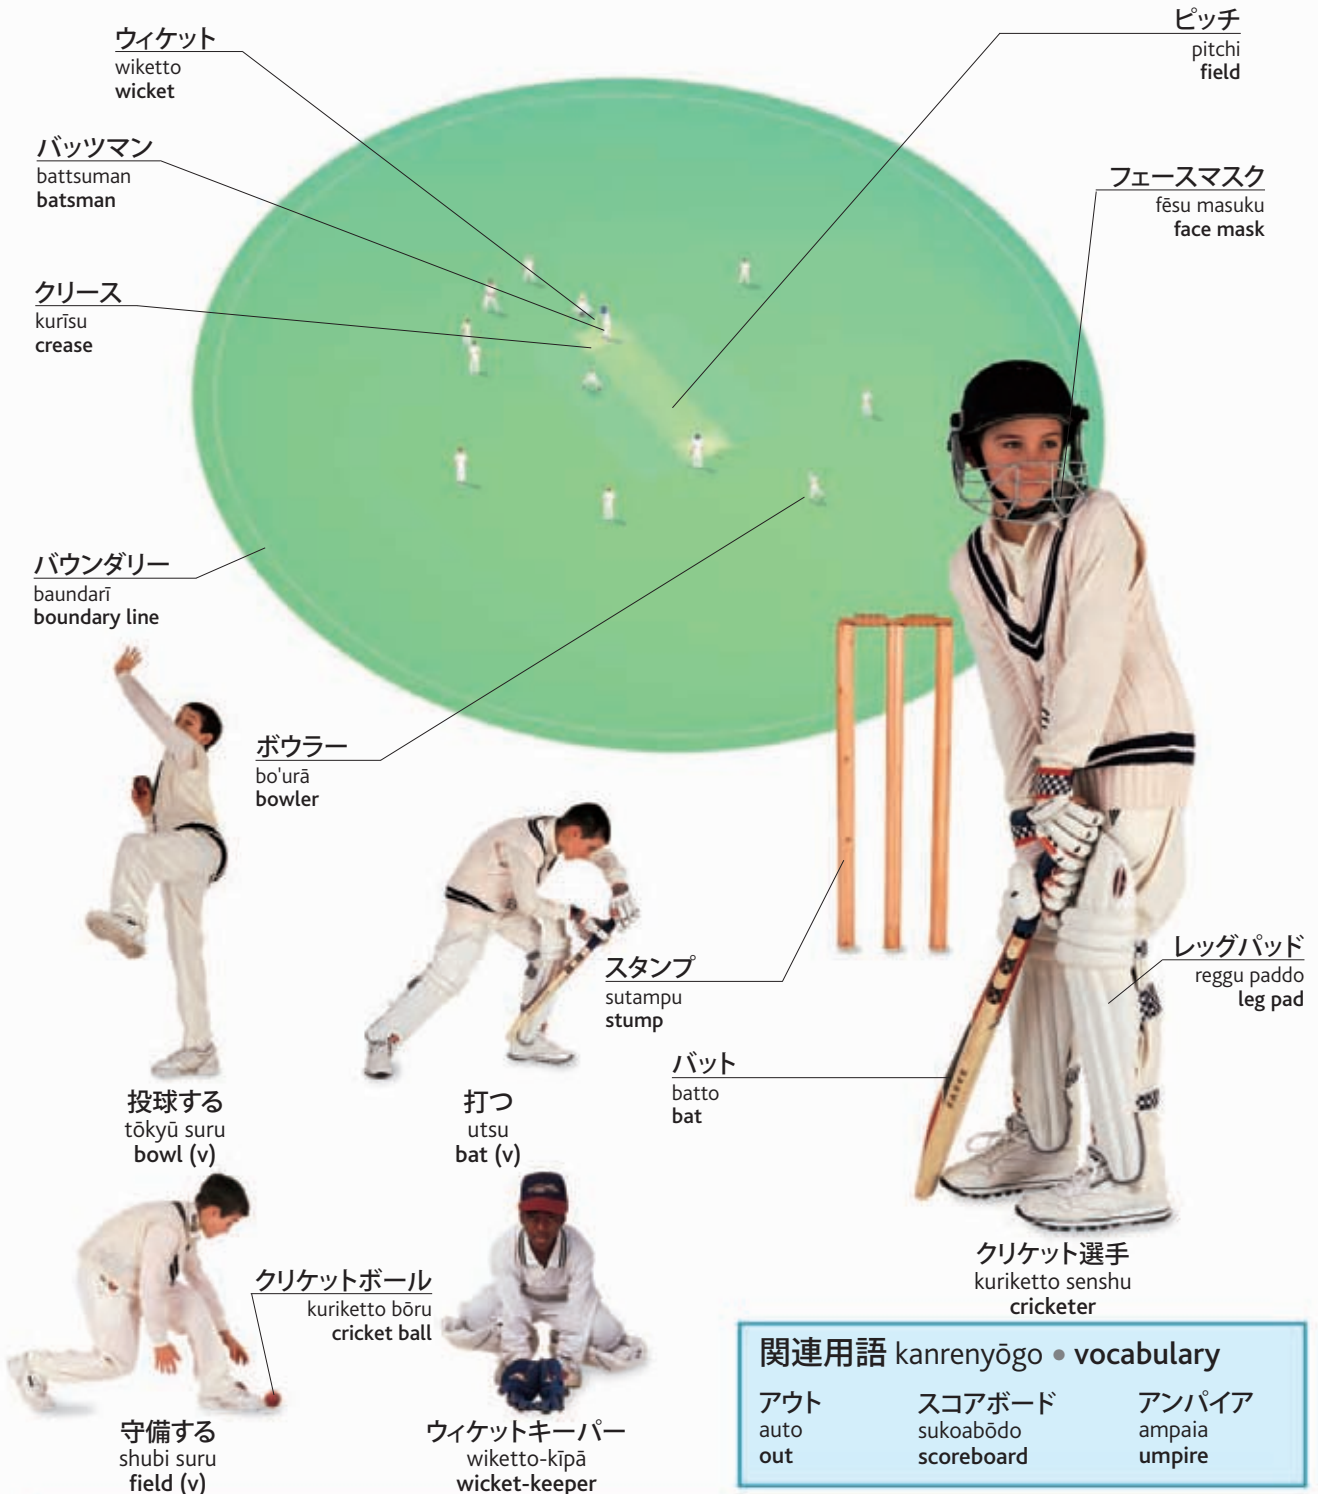 ウィケット
wiketto
wicket
ピッチ
pitchi
field
バッツマン
battsuman
batsman
フェースマスク
fēsu masuku
face mask
クリース
kurīsu
crease
バウンダリー
baundarī
boundary line
ボウラー
bo'urā
bowler
スタンプ
sutampu
stump
レッグパッド
reggu paddo
leg pad
バット
batto
bat
投球する
tōkyū suru
bowl (v)
打つ
utsu
bat (v)
クリケット選手
kuriketto senshu
cricketer
クリケットボール
kuriketto bōru
cricket ball
守備する
shubi suru
field (v)
ウィケットキーパー
wiketto-kīpā
wicket-keeper
関連用語 kanrenyōgo • vocabulary
アウト
auto
out
スコアボード
sukoabōdo
scoreboard
アンパイア
ampaia
umpire